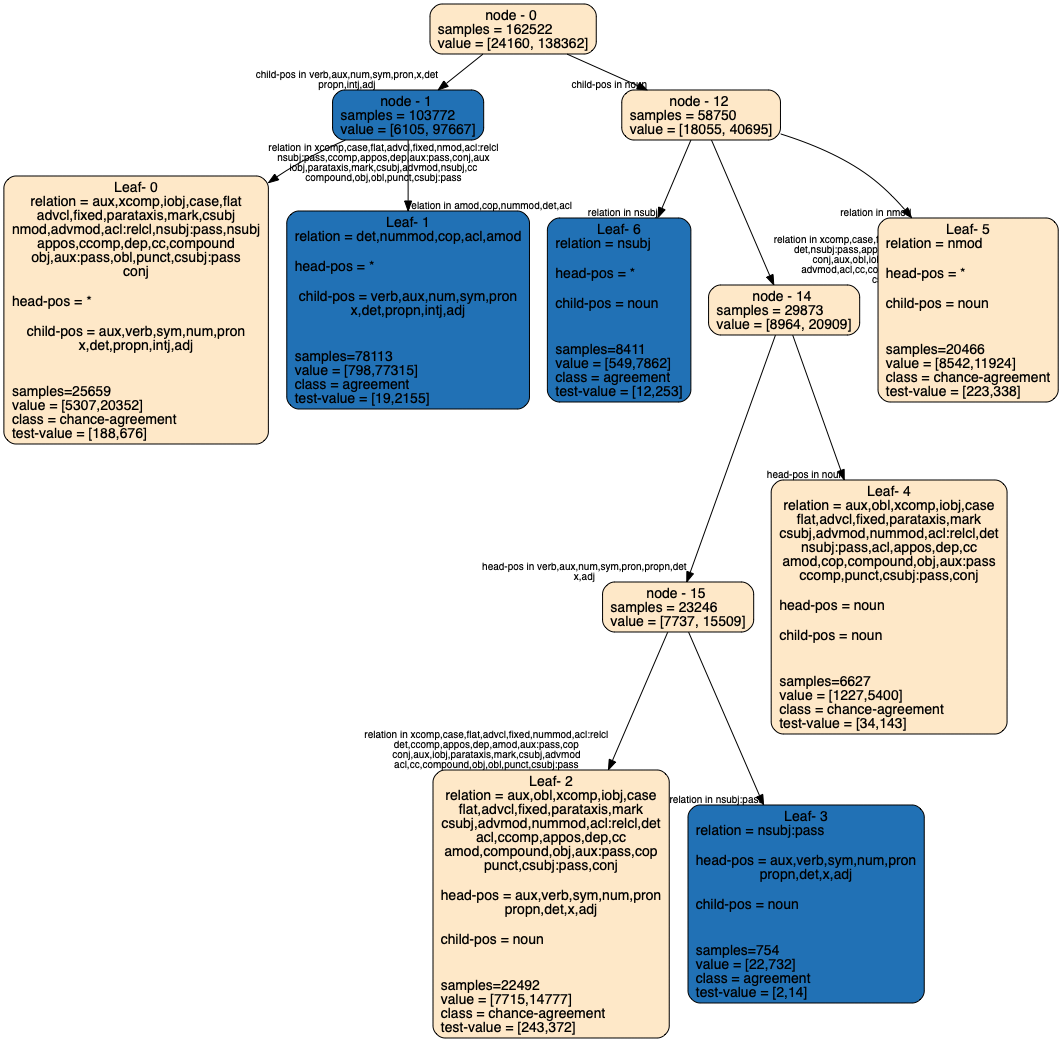 node - 0
samples = 162522
value = [24160, 138362]
child-pos in verb,aux,num,sym,pron,x,det
propn,intj,adj
child-pos in noun
node - 1
samples = 103772
value = [6105, 97667]
node - 12
samples = 58750
value = [18055, 40695]
relation in xcomp,case,flat,advcl,fixed,nmod,acl:relcl
nsubj:pass,ccomp,appos,dep,aux:pass,conj,aux
iobj,parataxis,mark,csubj,advmod,nsubj,cc
compound,obj,obl,punct,csubj:pass
relation in amod,cop,nummod,det,acl
Leaf- 0
relation = aux,xcomp,iobj,case,flat
advcl,fixed,parataxis,mark,csubj
nmod,advmod,acl:relcl,nsubj:pass,nsubj
appos,ccomp,dep,cc,compound
obj,aux:pass,obl,punct,csubj:pass
conj
head-pos = *
child-pos = aux,verb,sym,num,pron
x,det,propn,intj,adj
samples=25659
value = [5307,20352]
class = chance-agreement
test-value = [188,676]
Leaf- 1
relation = det,nummod,cop,acl,amod
head-pos = *
child-pos = verb,aux,num,sym,pron
x,det,propn,intj,adj
samples=78113
value = [798,77315]
class = agreement
test-value = [19,2155]
relation in nsubj
Leaf- 6
relation = nsubj
head-pos = *
child-pos = noun
samples=8411
value = [549,7862]
class = agreement
test-value = [12,253]
relation in xcomp,case,
det,nsubj:pass,app
conj,aux,obl,io
advmod,acl,cc,co
node - 14
samples = 29873
value = [8964, 20909]
relation in nmod
Leaf- 5
relation = nmod
head-pos = *
child-pos = noun
samples=20466
value = [8542,11924]
class = chance-agreement
test-value = [223,338]
head-pos in noun
Leaf- 4
relation = aux,obl,xcomp,iobj,case
flat,advcl,fixed,parataxis,mark
csubj,advmod,nummod,acl:relcl,det
nsubj:pass,acl,appos,dep,cc
amod,cop,compound,obj,aux:pass
ccomp,punct,csubj:pass,conj
head-pos = noun
child-pos = noun
samples=6627
value = [1227,5400]
class = chance-agreement
test-value = [34,143]
head-pos in verb,aux,num,sym,pron,propn,det
x,adj
node - 15
samples = 23246
value = [7737, 15509]
relation in xcomp,case,flat,advcl,fixed,nummod,acl:relcl
det,ccomp,appos,dep,amod,aux:pass,cop
conj,aux,iobj,parataxis,mark,csubj,advmod
acl,cc,compound,obj,obl,punct,csubj:pass
Leaf- 2
relation = aux,obl,xcomp,iobj,case
flat,advcl,fixed,parataxis,mark
csubj,advmod,nummod,acl:relcl,det
acl,ccomp,appos,dep,cc
amod,compound,obj,aux:pass,cop
punct,csubj:pass,conj
head-pos = aux,verb,sym,num,pron
propn,det,x,adj
child-pos = noun
samples=22492
value = [7715,14777]
class = chance-agreement
test-value = [243,372]
relation in nsubj:pass
Leaf- 3
relation = nsubj:pass
head-pos = aux,verb,sym,num,pron
propn,det,x,adj
child-pos = noun
samples=754
value = [22,732]
class = agreement
test-value = [2,14]